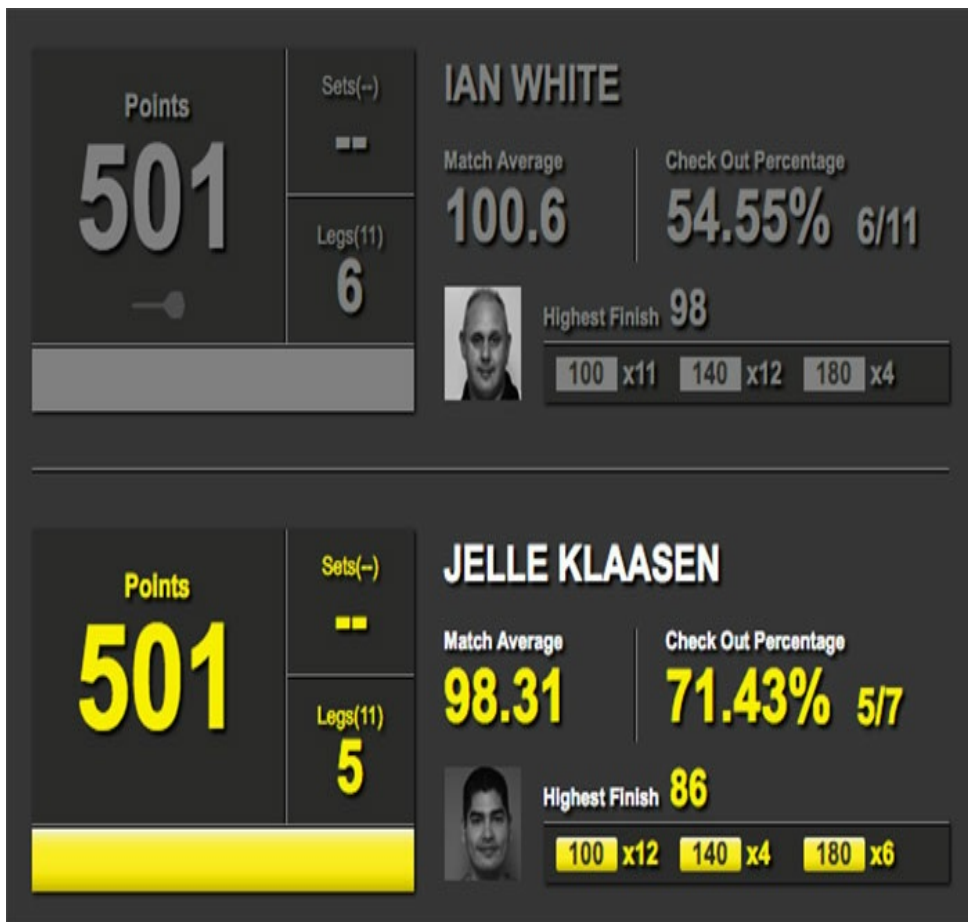 IAN WHITE
Points
501
Sets(--)
--
Legs(11)
6
Match Average
100.6
Check Out Percentage
54.55% 6/11
Highest Finish 98
100 x11 140 x12 180 x4
JELLE KLAASEN
Points
501
Sets(--)
--
Legs(11)
5
Match Average
98.31
Check Out Percentage
71.43% 5/7
Highest Finish 86
100 x12 140 x4 180 x6